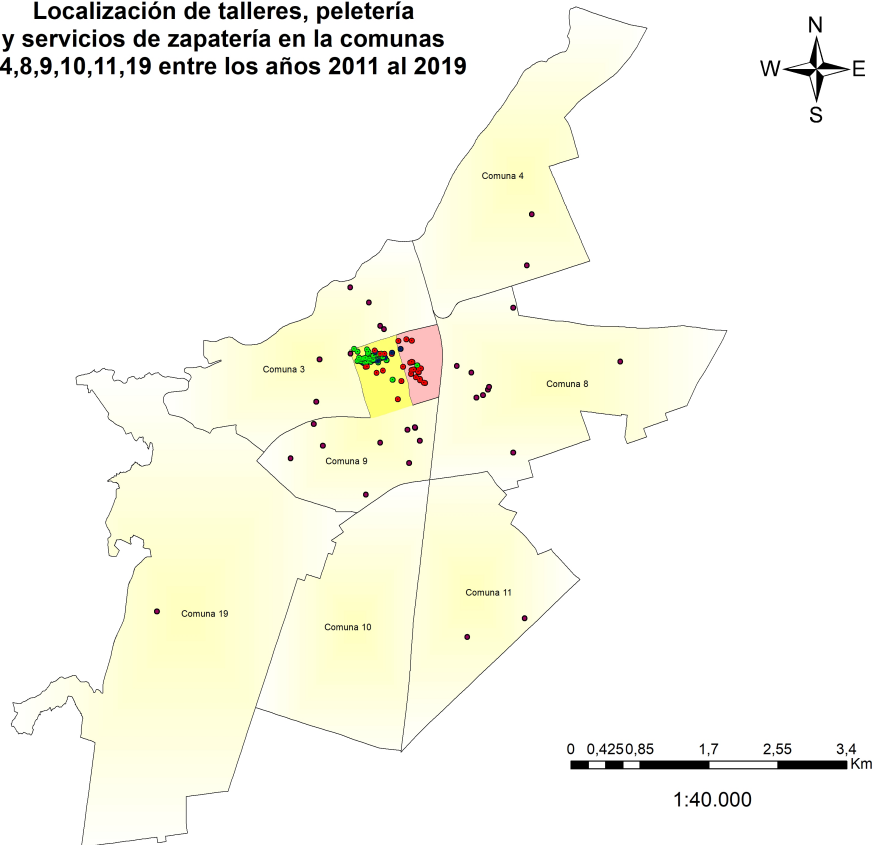 Localización de talleres, peletería
y servicios de zapatería en la comunas
4,8,9,10,11,19 entre los años 2011 al 2019
N
W E
S
Comuna 4
Comuna 3
Comuna 8
Comuna 9
Comuna 11
Comuna 19
Comuna 10
0 0,425 0,85 1,7 2,55 3,4
Km
1:40.000